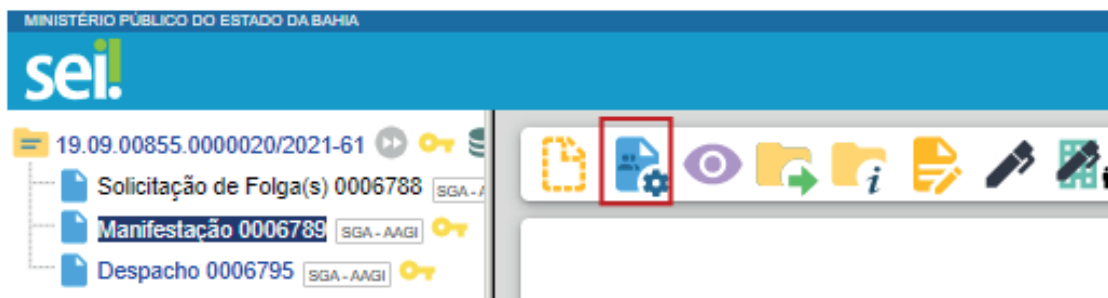 MINISTÉRIO PÚBLICO DO ESTADO DA BAHIA
sei!
19.09.00855.0000020/2021-61
Solicitação de Folga(s) 0006788
Manifestação 0006789 SGA - AAGI
Despacho 0006795 SGA - AAGI